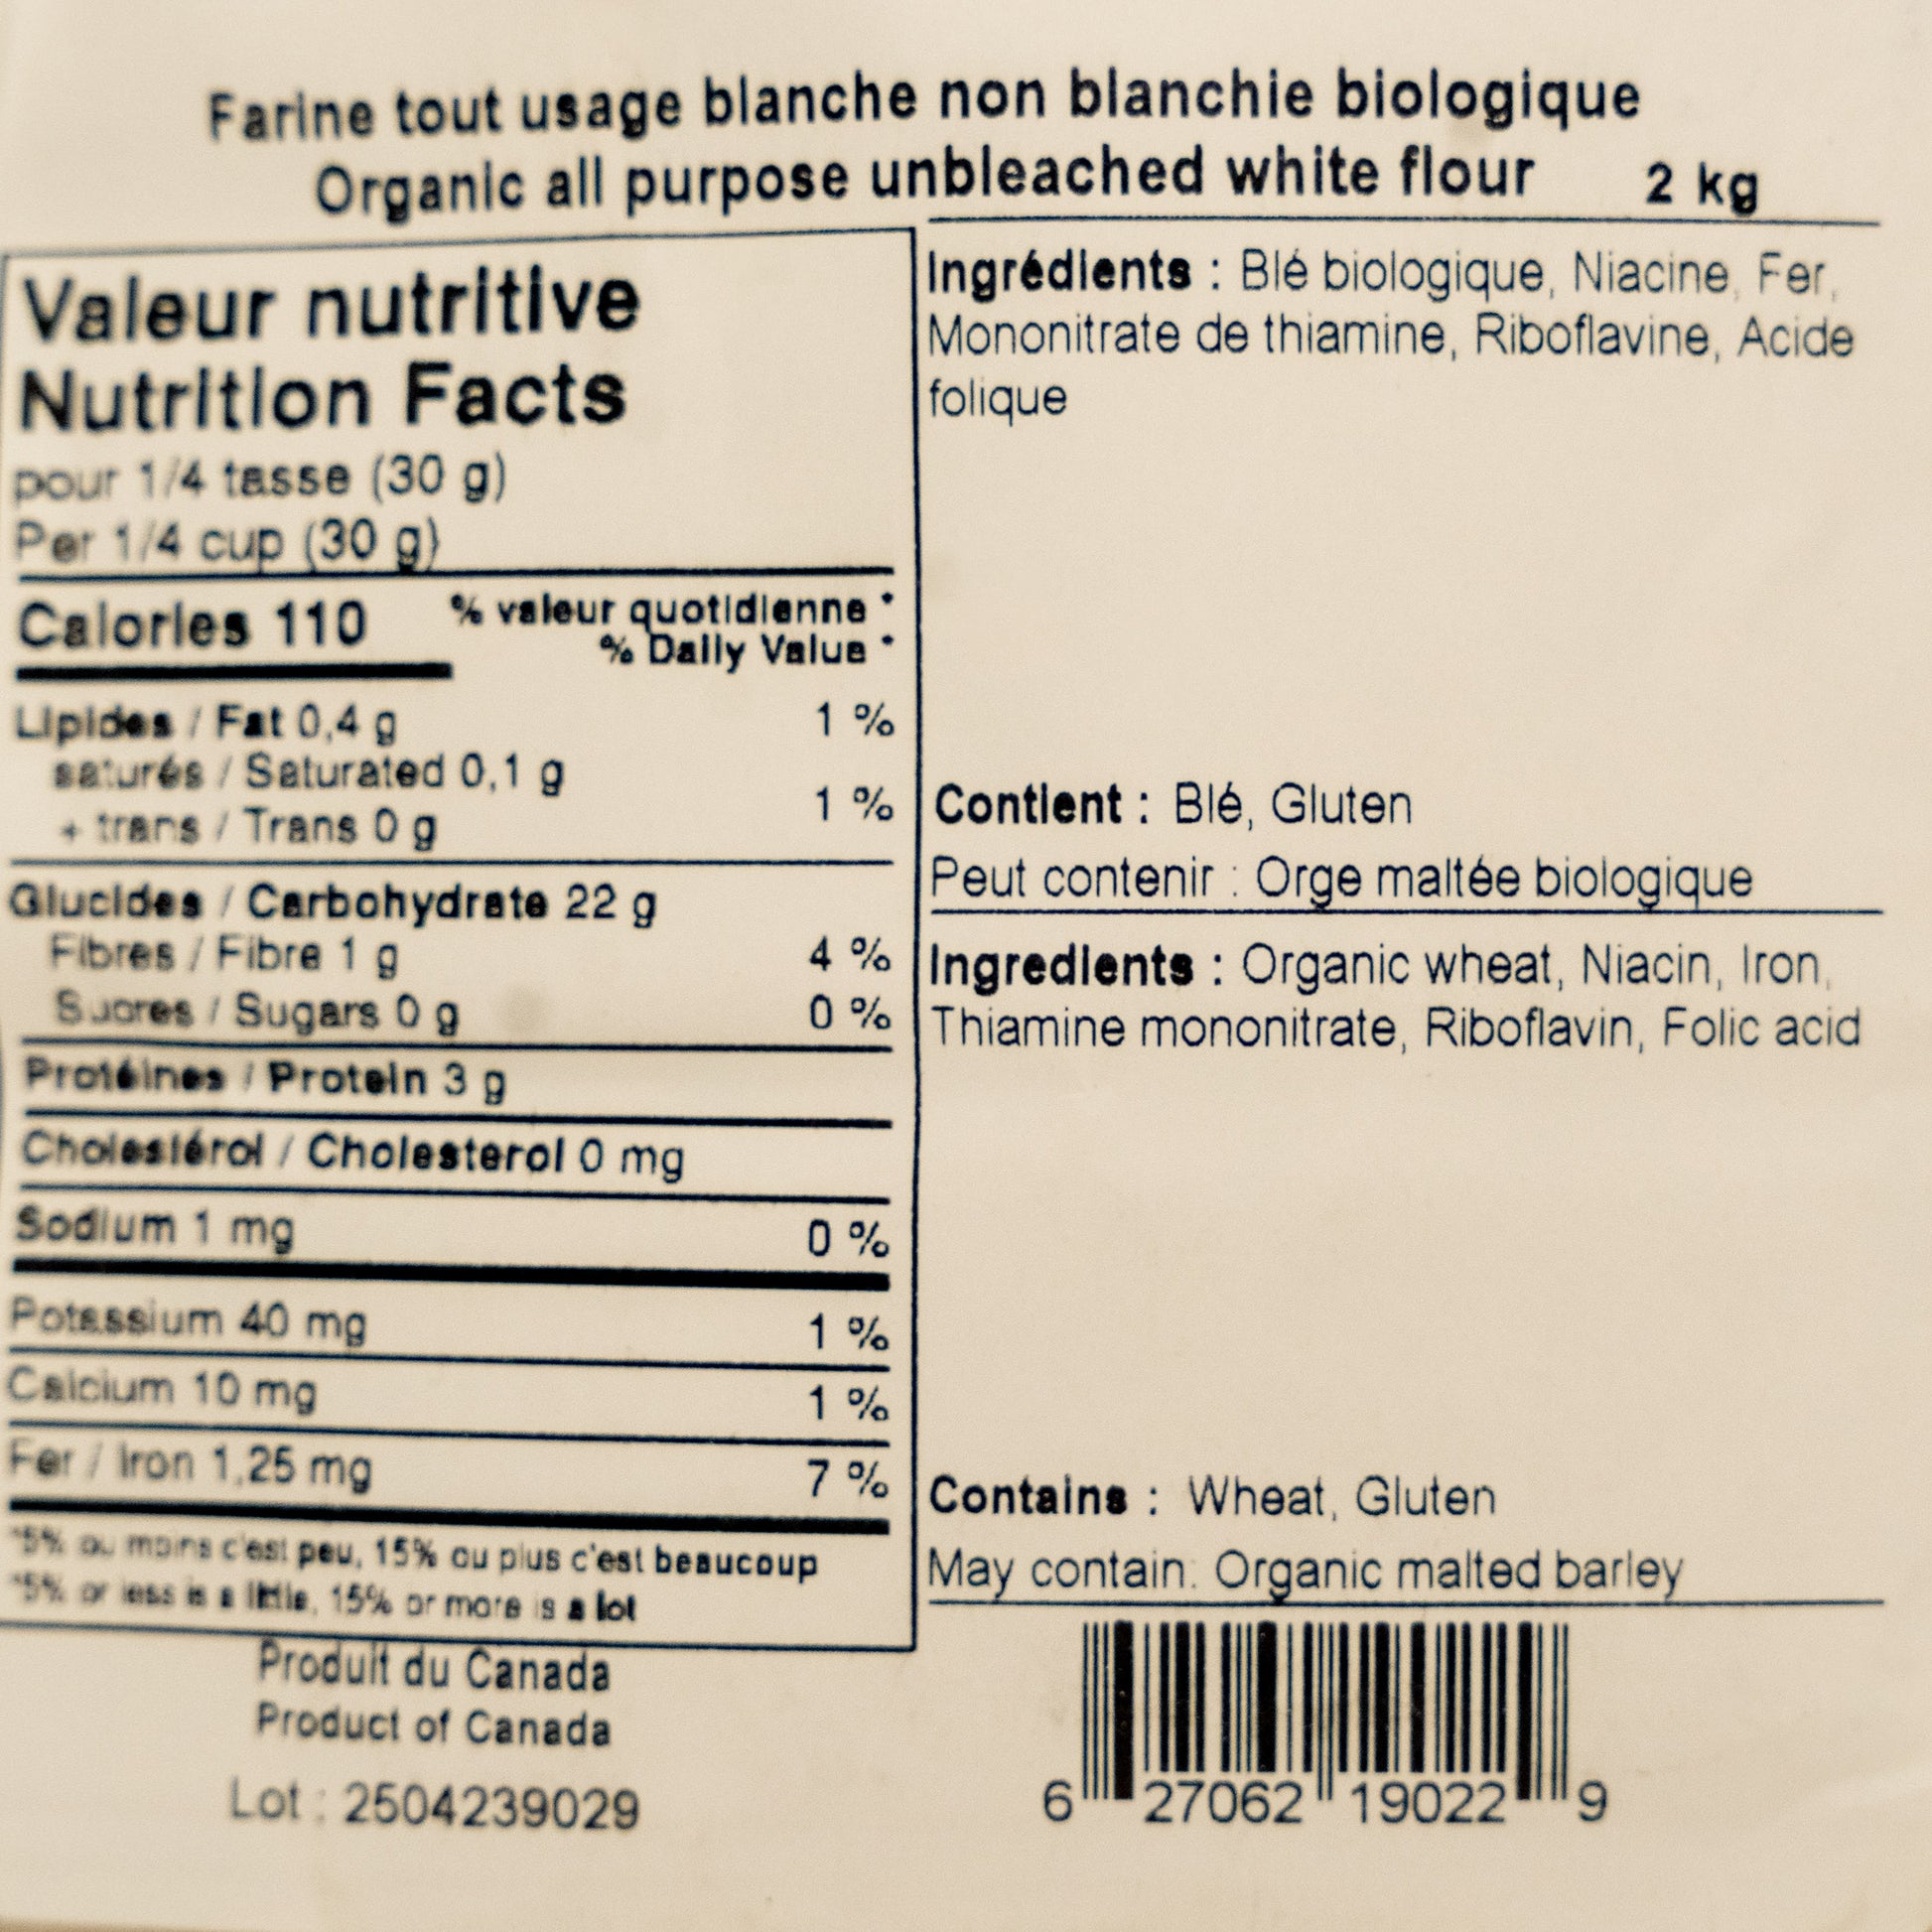 Farine tout usage blanche non blanchie biologique
Organic all purpose unbleached white flour 2 kg
Valeur nutritive
Nutrition Facts
pour 1/4 tasse (30 g)
Per 1/4 cup (30 g)
Calories 110 % valeur quotidienne *
% Daily Value *
Lipides / Fat 0,4 g 1 %
saturés / Saturated 0,1 g
+ trans / Trans 0 g 1 %
Glucides / Carbohydrate 22 g
Fibres / Fibre 1 g 4 %
Sucres / Sugars 0 g 0 %
Protéines / Protein 3 g
Cholestérol / Cholesterol 0 mg
Sodium 1 mg 0 %
Potassium 40 mg 1 %
Calcium 10 mg 1 %
Fer / Iron 1,25 mg 7 %
*5% ou moins c'est peu, 15% ou plus c'est beaucoup
*5% or less is a little, 15% or more is a lot
Produit du Canada
Product of Canada
Lot : 2504239029
Ingrédients : Blé biologique, Niacine, Fer,
Mononitrate de thiamine, Riboflavine, Acide
folique
Contient : Blé, Gluten
Peut contenir : Orge maltée biologique
Ingredients : Organic wheat, Niacin, Iron,
Thiamine mononitrate, Riboflavin, Folic acid
Contains : Wheat, Gluten
May contain: Organic malted barley
6 27062 19022 9